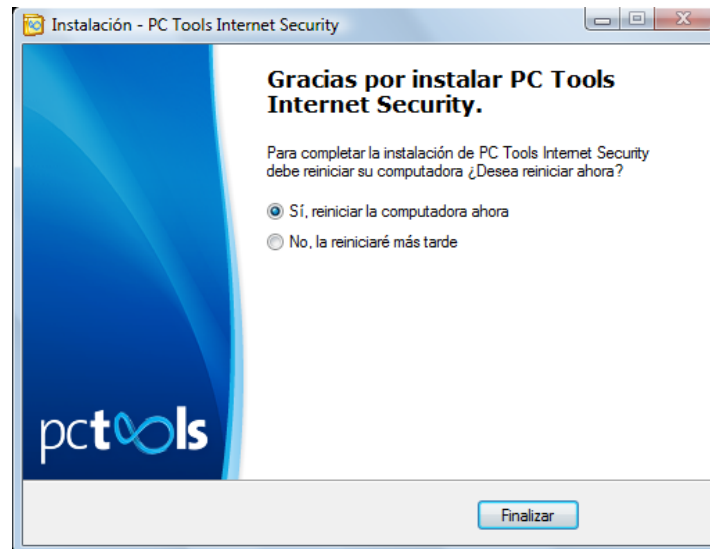 Instalación - PC Tools Internet Security
Gracias por instalar PC Tools
Internet Security.
Para completar la instalación de PC Tools Internet Security
debe reiniciar su computadora ¿Desea reiniciar ahora?
Sí, reiniciar la computadora ahora
No, la reiniciaré más tarde
pctools
Finalizar